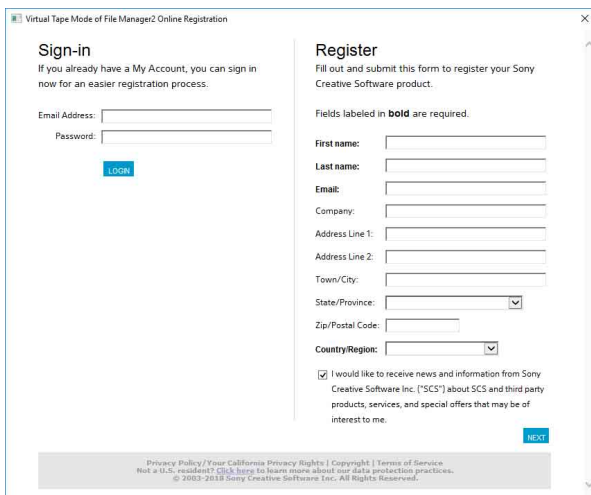 Virtual Tape Mode of File Manager2 Online Registration
Sign-in
If you already have a My Account, you can sign in
now for an easier registration process.
Email Address:
Password:
LOGIN
Register
Fill out and submit this form to register your Sony
Creative Software product.
Fields labeled in bold are required.
First name:
Last name:
Email:
Company:
Address Line 1:
Address Line 2:
Town/City:
State/Province:
Zip/Postal Code:
Country/Region:
I would like to receive news and information from Sony
Creative Software Inc. ("SCS") about SCS and third party
products, services, and special offers that may be of
interest to me.
NEXT
Privacy Policy/Your California Privacy Rights | Copyright | Terms of Service
Not a U.S. resident? Click here to learn more about our data protection practices.
© 2003-2018 Sony Creative Software Inc. All Rights Reserved.